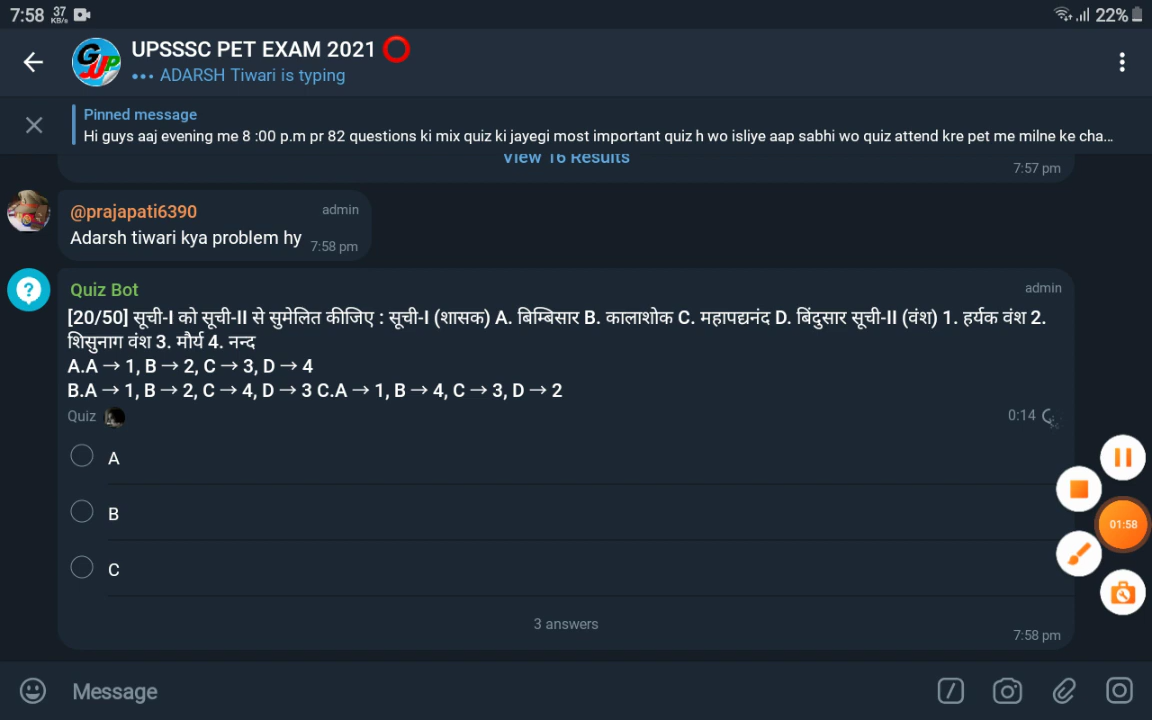 7:58 37 KB/s 22%
UPSSSC PET EXAM 2021
ADARSH Tiwari is typing
Pinned message
Hi guys aaj evening me 8 :00 p.m pr 82 questions ki mix quiz ki jayegi most important quiz h wo isliye aap sabhi wo quiz attend kre pet me milne ke cha...
View 16 Results
7:57 pm
@prajapati6390 admin
Adarsh tiwari kya problem hy 7:58 pm
Quiz Bot admin
[20/50] सूची-I को सूची-II से सुमेलित कीजिए : सूची-I (शासक) A. बिम्बिसार B. कालाशोक C. महापद्मनंद D. बिंदुसार सूची-II (वंश) 1. हर्यक वंश 2.
शिसुनाग वंश 3. मौर्य 4. नन्द
A.A → 1, B → 2, C → 3, D → 4
B.A → 1, B → 2, C → 4, D → 3 C.A → 1, B → 4, C → 3, D → 2
Quiz 0:14
A
B
C
01:58
3 answers
7:58 pm
Message